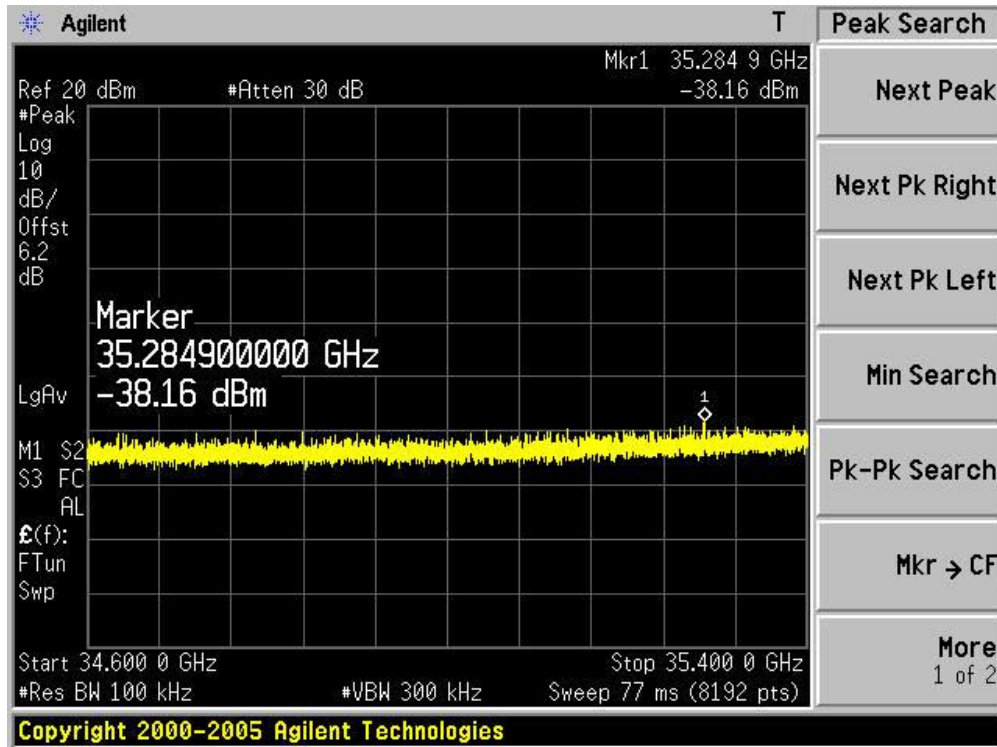 Agilent T Peak Search
Mkr1 35.284 9 GHz
Ref 20 dBm #Atten 30 dB -38.16 dBm
#Peak
Log
10
dB/
Offst
6.2
dB
Marker
35.284900000 GHz
-38.16 dBm
LgAv
1
M1 S2
S3 FC
AL
£(f):
FTun
Swp
Start 34.600 0 GHz Stop 35.400 0 GHz
#Res BW 100 kHz #VBW 300 kHz Sweep 77 ms (8192 pts)
Copyright 2000-2005 Agilent Technologies
Next Peak
Next Pk Right
Next Pk Left
Min Search
Pk-Pk Search
Mkr → CF
More
1 of 2